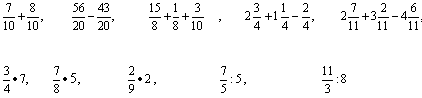 7/10 + 8/10, 56/20 − 43/20, 15/8 + 1/8 + 3/10 , 2 3/4 + 1 1/4 − 2/4, 2 7/11 + 3 2/11 − 4 6/11,
3/4 • 7, 7/8 • 5, 2/9 • 2 , 7/5 : 5, 11/3 : 8